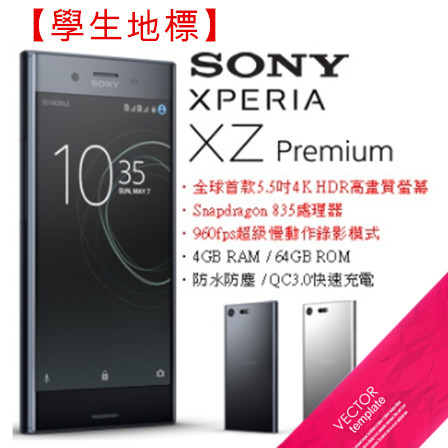 【學生地標】
SONY
XPERIA
XZ Premium
·全球首款5.5吋4K HDR高畫質螢幕
·Snapdragon 835處理器
·960fps超級慢動作錄影模式
·4GB RAM / 64GB ROM
·防水防塵 / QC3.0快速充電
SONY
10:35
SUN, MAY 7
VECTOR
template